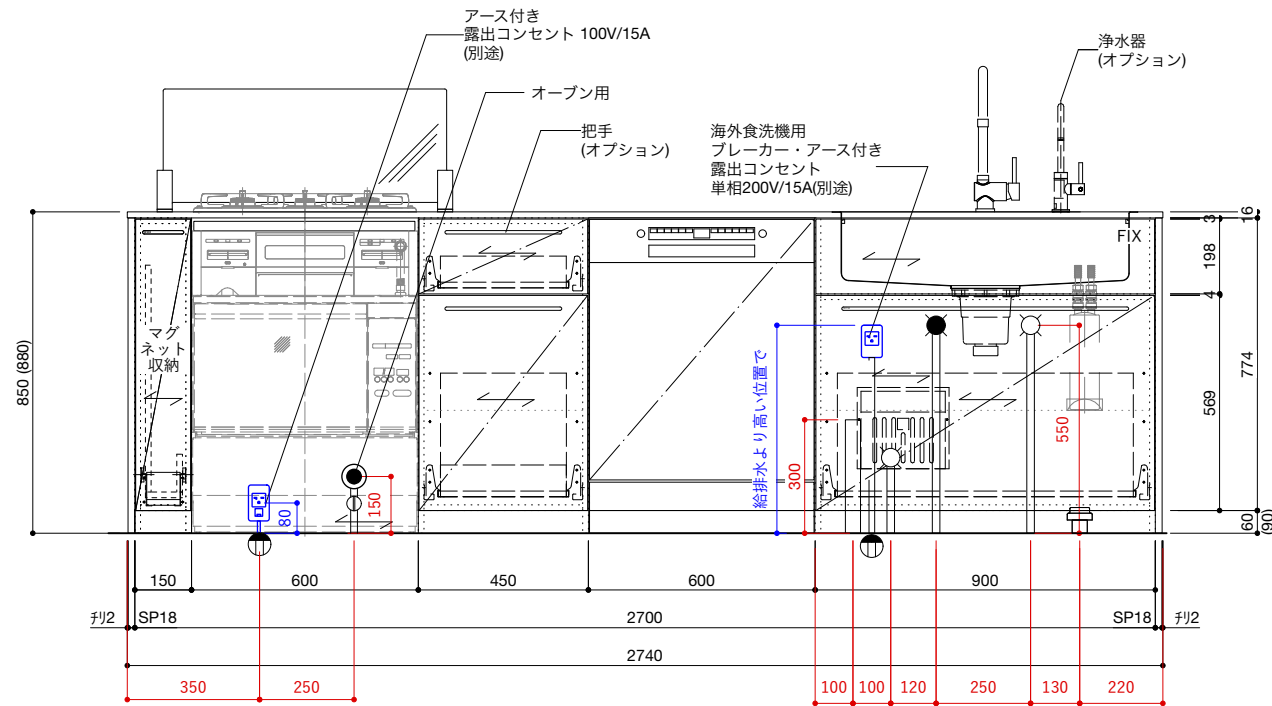 アース付き
露出コンセント 100V/15A
(別途)
オーブン用
把手
(オプション)
海外食洗機用
ブレーカー・アース付き
露出コンセント
単相200V/15A(別途)
浄水器
(オプション)
FIX
マグ
ネット
収納
850 (880)
3
16
198
4
774
569
60
(90)
給排水より高い位置で
300
550
80
150
150
600
450
600
900
チリ2
SP18
2700
SP18
チリ2
2740
350
250
100
100
120
250
130
220